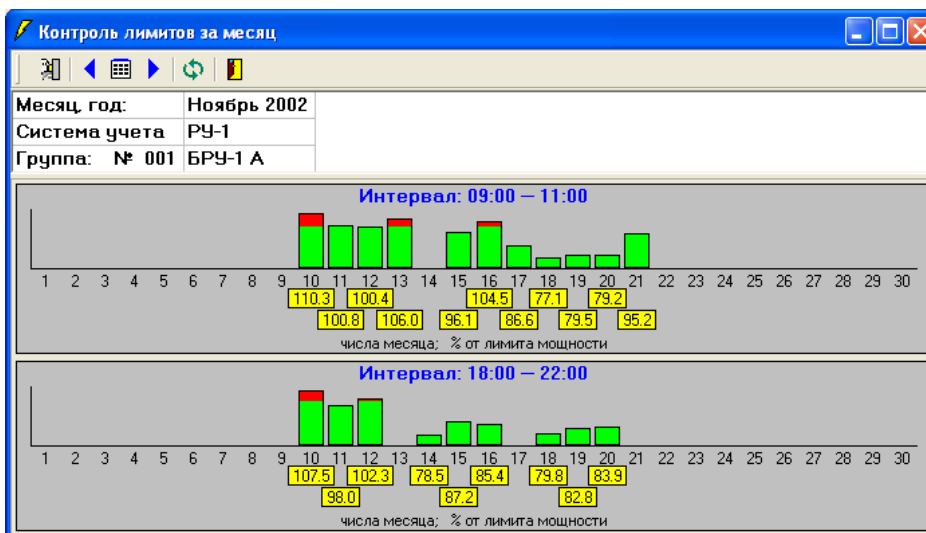 Контроль лимитов за месяц
Месяц, год: Ноябрь 2002
Система учета РУ-1
Группа: № 001 БРУ-1 А
Интервал: 09:00 — 11:00
1 2 3 4 5 6 7 8 9 10 11 12 13 14 15 16 17 18 19 20 21 22 23 24 25 26 27 28 29 30
110.3 100.4 104.5 77.1 79.2
100.8 106.0 96.1 86.6 79.5 95.2
числа месяца; % от лимита мощности
Интервал: 18:00 — 22:00
1 2 3 4 5 6 7 8 9 10 11 12 13 14 15 16 17 18 19 20 21 22 23 24 25 26 27 28 29 30
107.5 102.3 78.5 85.4 79.8 83.9
98.0 87.2 82.8
числа месяца; % от лимита мощности